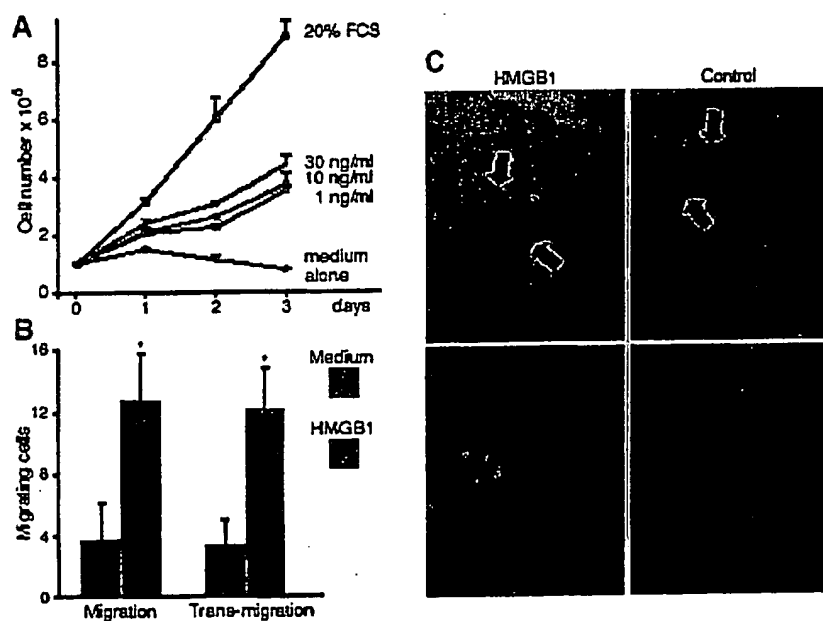 A
20% FCS
8
6
4
2
0
Cell number x 10⁵
30 ng/ml
10 ng/ml
1 ng/ml
medium
alone
0 1 2 3 days
B
16
12
8
4
0
Migrating cells
* *
Medium
HMGB1
Migration Trans-migration
C
HMGB1 Control